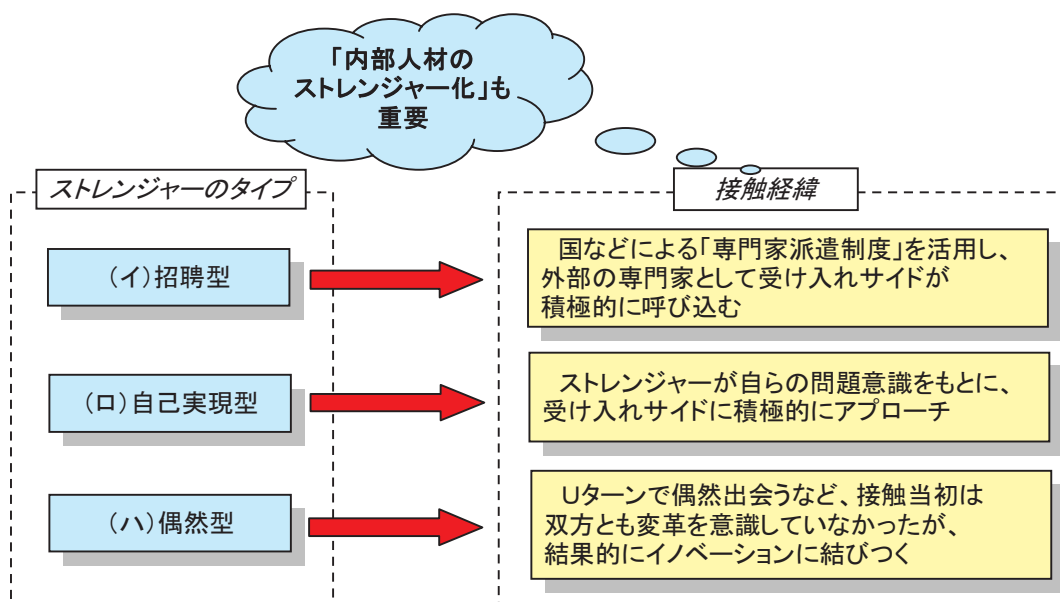 「内部人材の
ストレンジャー化」も
重要
ストレンジャーのタイプ
接触経緯
（イ）招聘型
国などによる「専門家派遣制度」を活用し、
外部の専門家として受け入れサイドが
積極的に呼び込む
（ロ）自己実現型
ストレンジャーが自らの問題意識をもとに、
受け入れサイドに積極的にアプローチ
（ハ）偶然型
Uターンで偶然出会うなど、接触当初は
双方とも変革を意識していなかったが、
結果的にイノベーションに結びつく